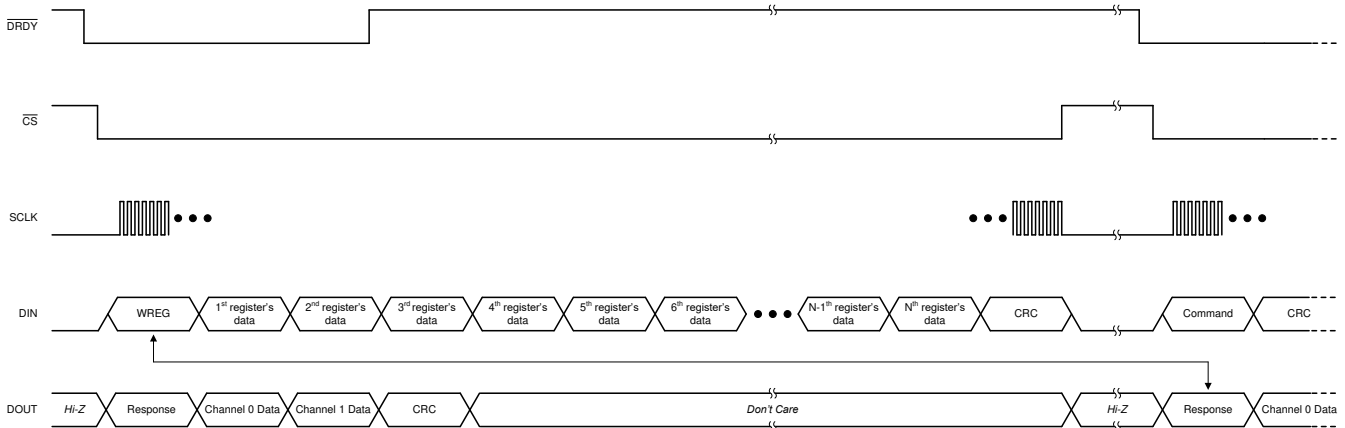 DRDY
CS
SCLK
DIN
WREG
1st register's
data
2nd register's
data
3rd register's
data
4th register's
data
5th register's
data
6th register's
data
N-1th register's
data
Nth register's
data
CRC
Command
CRC
DOUT
Hi-Z
Response
Channel 0 Data
Channel 1 Data
CRC
Don't Care
Hi-Z
Response
Channel 0 Data